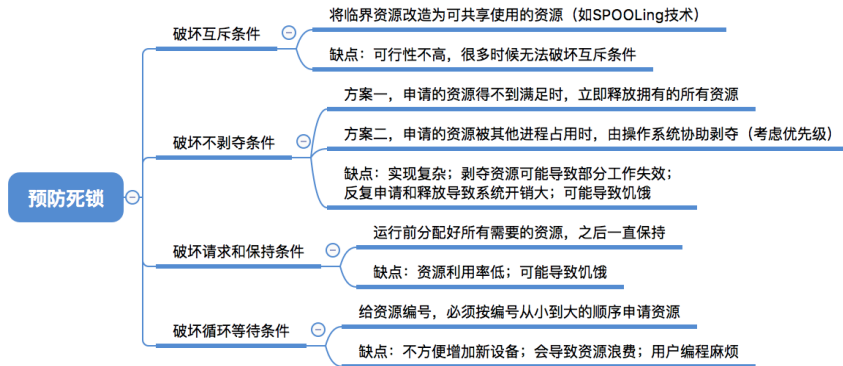 预防死锁
破坏互斥条件
将临界资源改造为可共享使用的资源（如SPOOLing技术）
缺点：可行性不高，很多时候无法破坏互斥条件
破坏不剥夺条件
方案一，申请的资源得不到满足时，立即释放拥有的所有资源
方案二，申请的资源被其他进程占用时，由操作系统协助剥夺（考虑优先级）
缺点：实现复杂；剥夺资源可能导致部分工作失效；
反复申请和释放导致系统开销大；可能导致饥饿
破坏请求和保持条件
运行前分配好所有需要的资源，之后一直保持
缺点：资源利用率低；可能导致饥饿
破坏循环等待条件
给资源编号，必须按编号从小到大的顺序申请资源
缺点：不方便增加新设备；会导致资源浪费；用户编程麻烦